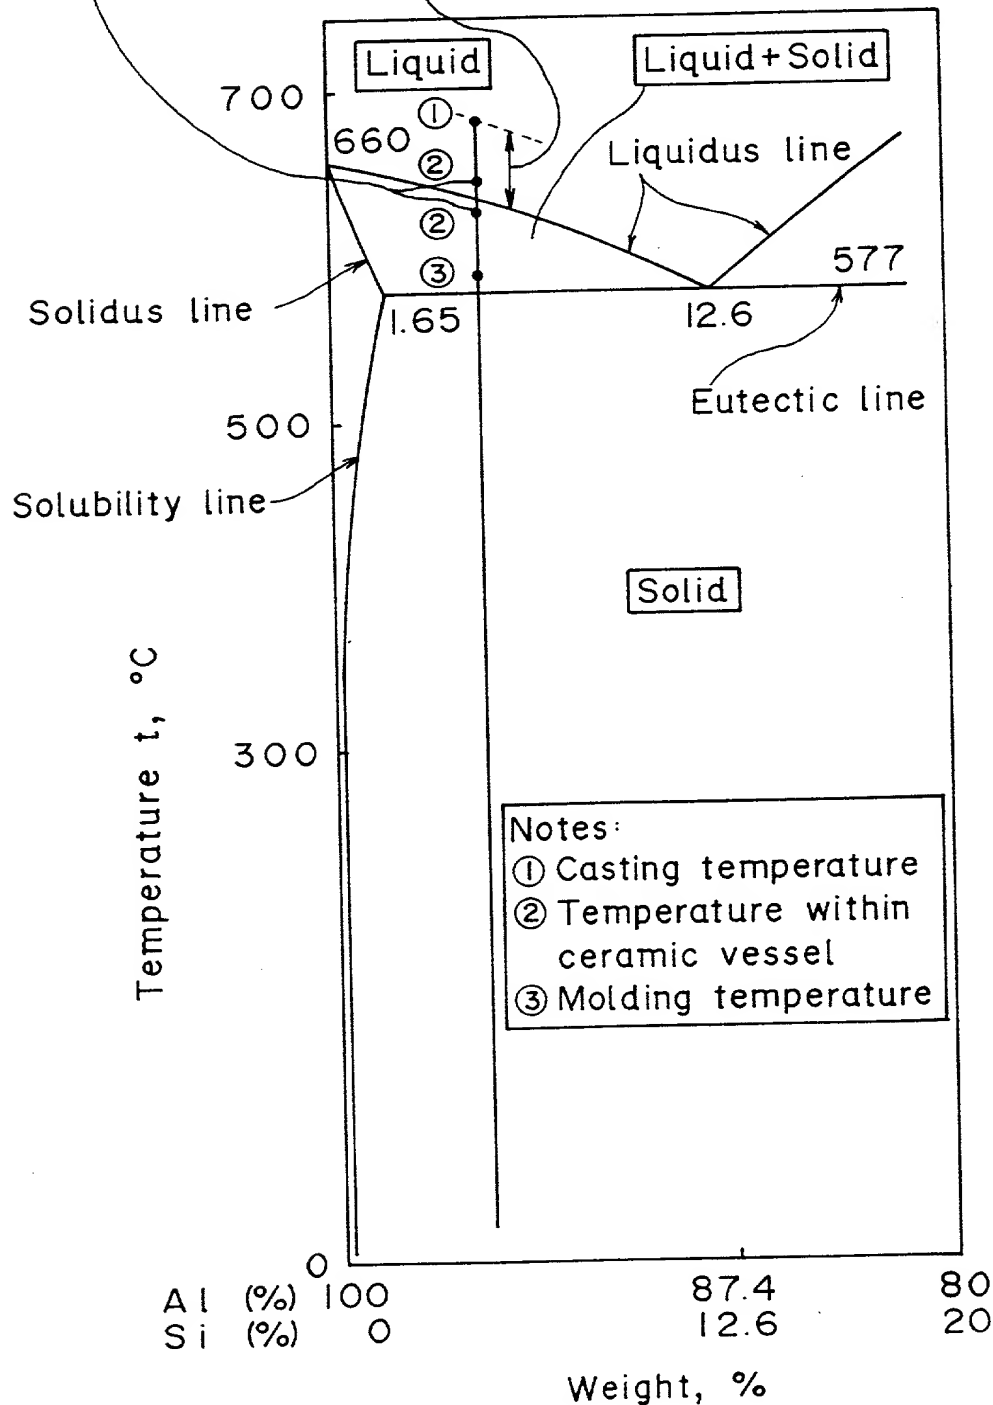 Liquid
Liquid+Solid
700
①
660
②
Liquidus line
②
③
577
Solidus line
1.65
12.6
Eutectic line
500
Solubility line
Solid
Temperature t, °C
300
Notes:
① Casting temperature
② Temperature within
ceramic vessel
③ Molding temperature
0
Al (%) 100 87.4 80
Si (%) 0 12.6 20
Weight, %